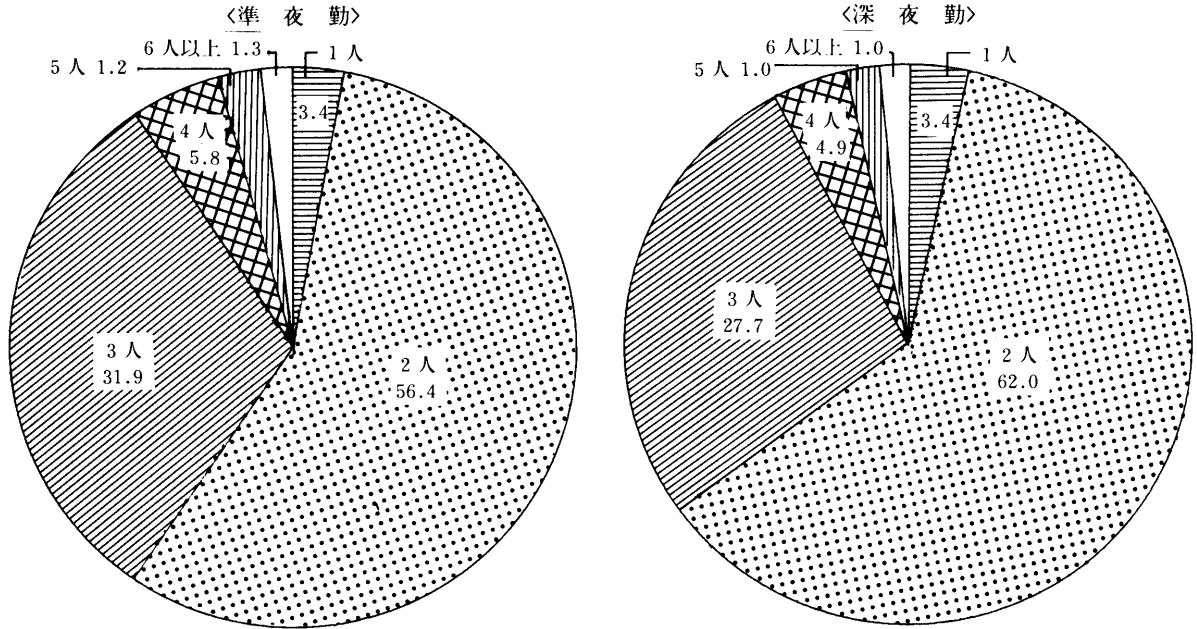 〈準夜勤〉
6人以上 1.3
1人
5人 1.2
3.4
4人
5.8
3人
31.9
2人
56.4
〈深夜勤〉
6人以上 1.0
1人
5人 1.0
3.4
4人
4.9
3人
27.7
2人
62.0